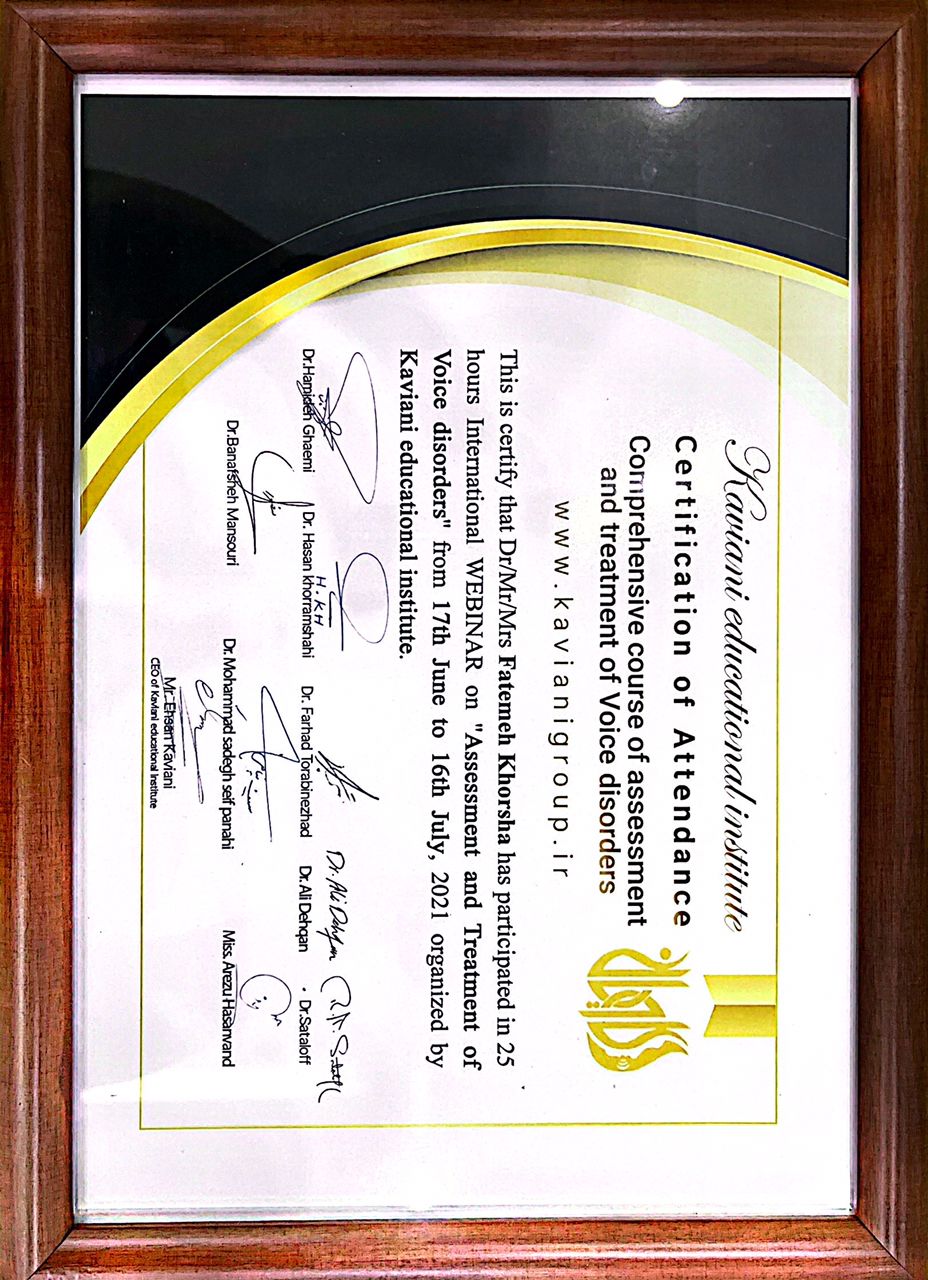 Kaviani educational institute
Certification of Attendance
Comprehensive course of assessment
and treatment of Voice disorders
www.kavianigroup.ir
This is certify that Dr/Mr/Mrs Fatemeh Khorsha has participated in 25
hours International WEBINAR on "Assessment and Treatment of
Voice disorders" from 17th June to 16th July, 2021 organized by
Kaviani educational institute.
Dr. Ali Dehqan
H.KH
Dr.Hamideh Ghaemi Dr. Hasan khorramshahi Dr. Farhad Torabinezhad Dr.Ali Dehqan . Dr.Sataloff
Dr.Banafsheh Mansouri Dr. Mohammad sadegh seif panahi Miss. Arezu Hasanvand
Mr. Ehsan Kaviani
CEO of Kaviani educational Institute